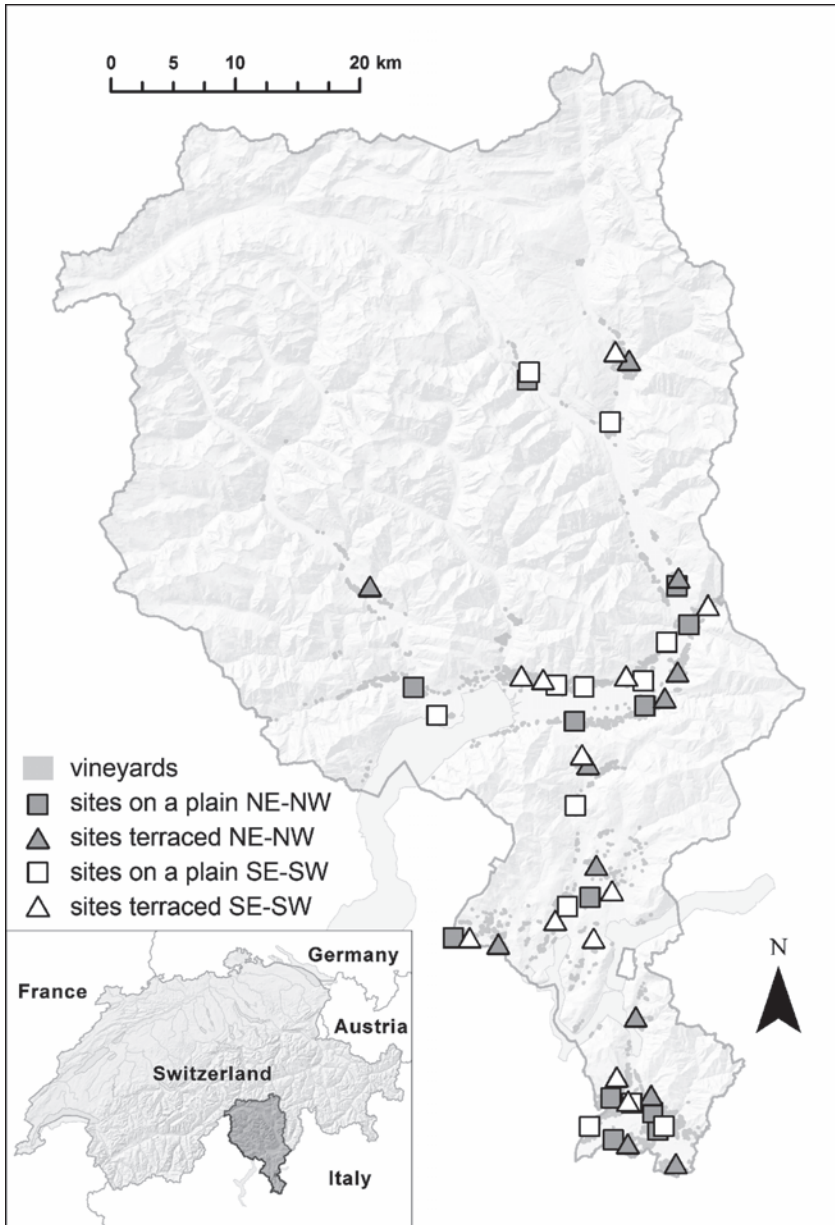 0 5 10 20 km
vineyards
sites on a plain NE-NW
sites terraced NE-NW
sites on a plain SE-SW
sites terraced SE-SW
N
Germany
France
Austria
Switzerland
Italy